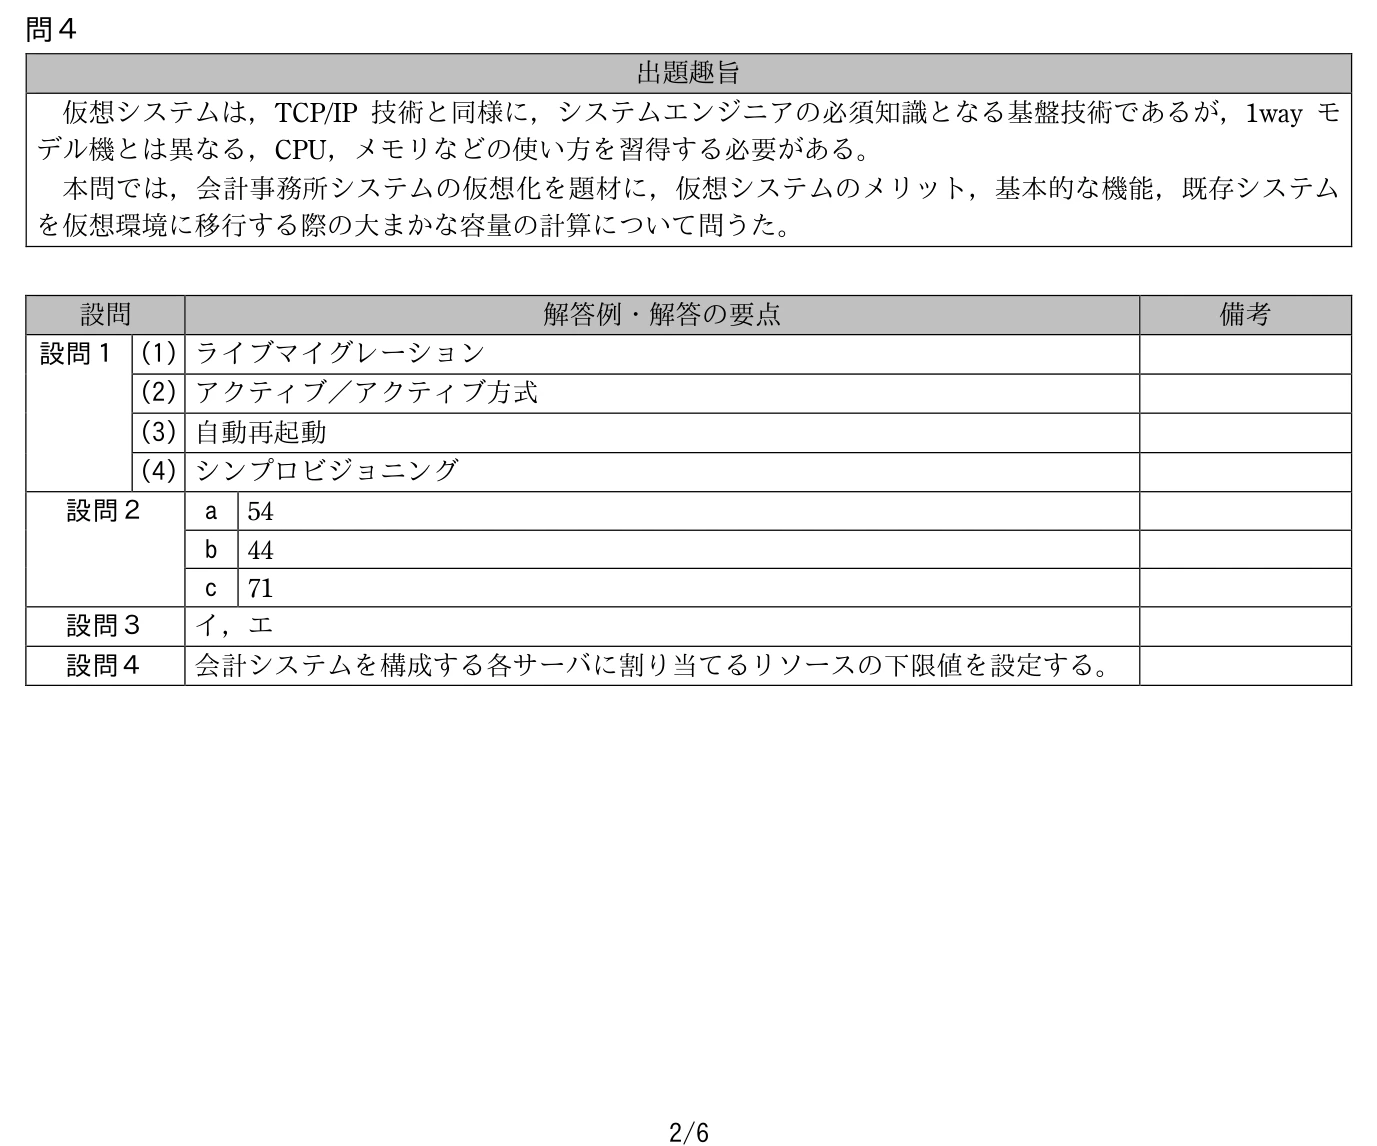 問4
出題趣旨
仮想システムは，TCP/IP 技術と同様に，システムエンジニアの必須知識となる基盤技術であるが，1way モ
デル機とは異なる，CPU，メモリなどの使い方を習得する必要がある。
本問では，会計事務所システムの仮想化を題材に，仮想システムのメリット，基本的な機能，既存システム
を仮想環境に移行する際の大まかな容量の計算について問うた。
設問 解答例・解答の要点 備考
設問1 (1) ライブマイグレーション
(2) アクティブ／アクティブ方式
(3) 自動再起動
(4) シンプロビジョニング
設問2 a 54
b 44
c 71
設問3 イ，エ
設問4 会計システムを構成する各サーバに割り当てるリソースの下限値を設定する。
2/6